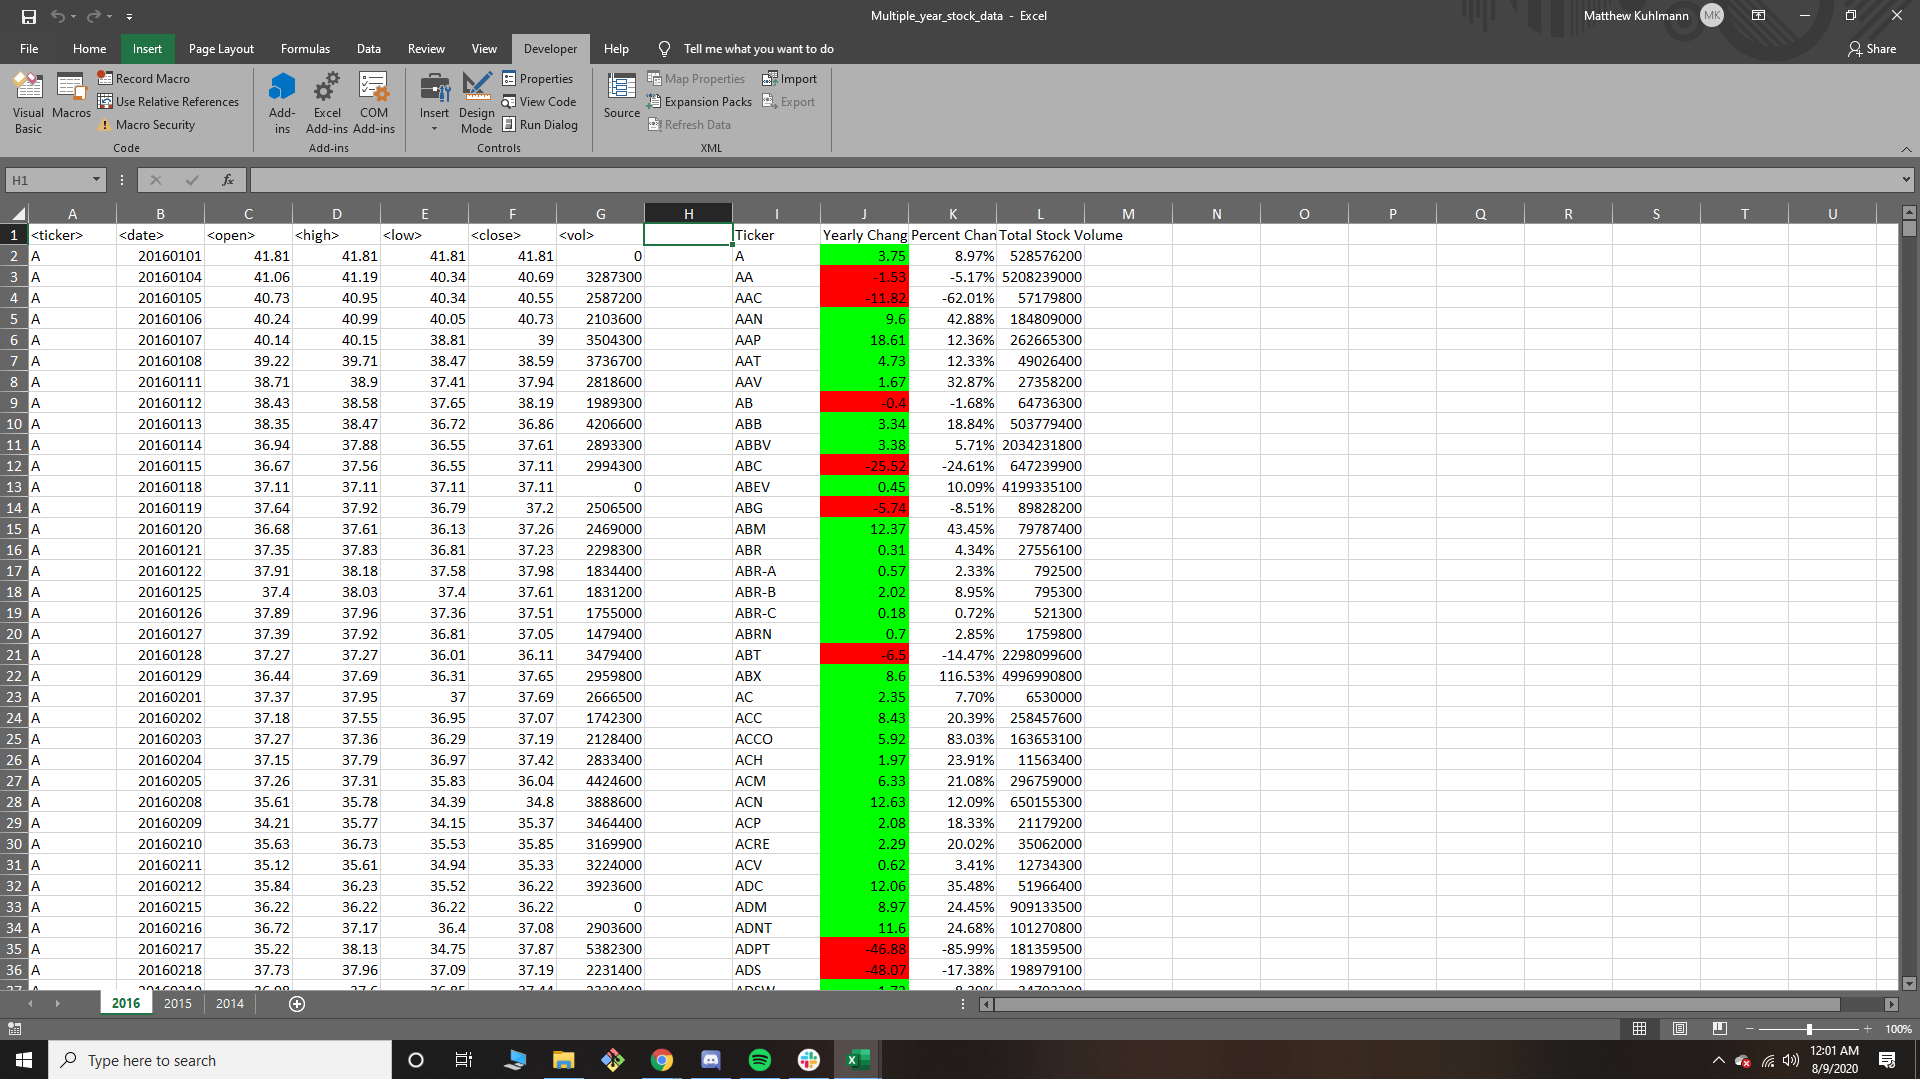 Multiple_year_stock_data - Excel
Matthew Kuhlmann MK
File Home Insert Page Layout Formulas Data Review View Developer Help Tell me what you want to do Share
Visual Basic
Macros
Record Macro
Use Relative References
Macro Security
Code
Add-ins
Excel Add-ins
COM Add-ins
Add-ins
Insert
Design Mode
Properties
View Code
Run Dialog
Controls
Source
Map Properties
Expansion Packs
Refresh Data
Import
Export
XML
H1 fx
A B C D E F G H I J K L M N O P Q R S T U
1 <ticker> <date> <open> <high> <low> <close> <vol> Ticker Yearly Chang Percent Chan Total Stock Volume
2 A 20160101 41.81 41.81 41.81 41.81 0 A 3.75 8.97% 528576200
3 A 20160104 41.06 41.19 40.34 40.69 3287300 AA -1.53 -5.17% 5208239000
4 A 20160105 40.73 40.95 40.34 40.55 2587200 AAC -11.82 -62.01% 57179800
5 A 20160106 40.24 40.99 40.05 40.73 2103600 AAN 9.6 42.88% 184809000
6 A 20160107 40.14 40.15 38.81 39 3504300 AAP 18.61 12.36% 262665300
7 A 20160108 39.22 39.71 38.47 38.59 3736700 AAT 4.73 12.33% 49026400
8 A 20160111 38.71 38.9 37.41 37.94 2818600 AAV 1.67 32.87% 27358200
9 A 20160112 38.43 38.58 37.65 38.19 1989300 AB -0.4 -1.68% 64736300
10 A 20160113 38.35 38.47 36.72 36.86 4206600 ABB 3.34 18.84% 503779400
11 A 20160114 36.94 37.88 36.55 37.61 2893300 ABBV 3.38 5.71% 2034231800
12 A 20160115 36.67 37.56 36.55 37.11 2994300 ABC -25.52 -24.61% 647239900
13 A 20160118 37.11 37.11 37.11 37.11 0 ABEV 0.45 10.09% 4199335100
14 A 20160119 37.64 37.92 36.79 37.2 2506500 ABG -5.74 -8.51% 89828200
15 A 20160120 36.68 37.61 36.13 37.26 2469000 ABM 12.37 43.45% 79787400
16 A 20160121 37.35 37.83 36.81 37.23 2298300 ABR 0.31 4.34% 27556100
17 A 20160122 37.91 38.18 37.58 37.98 1834400 ABR-A 0.57 2.33% 792500
18 A 20160125 37.4 38.03 37.4 37.61 1831200 ABR-B 2.02 8.95% 795300
19 A 20160126 37.89 37.96 37.36 37.51 1755000 ABR-C 0.18 0.72% 521300
20 A 20160127 37.39 37.92 36.81 37.05 1479400 ABRN 0.7 2.85% 1759800
21 A 20160128 37.27 37.27 36.01 36.11 3479400 ABT -6.5 -14.47% 2298099600
22 A 20160129 36.44 37.69 36.31 37.65 2959800 ABX 8.6 116.53% 4996990800
23 A 20160201 37.37 37.95 37 37.69 2666500 AC 2.35 7.70% 6530000
24 A 20160202 37.18 37.55 36.95 37.07 1742300 ACC 8.43 20.39% 258457600
25 A 20160203 37.27 37.36 36.29 37.19 2128400 ACCO 5.92 83.03% 163653100
26 A 20160204 37.15 37.79 36.97 37.42 2833400 ACH 1.97 23.91% 11563400
27 A 20160205 37.26 37.31 35.83 36.04 4424600 ACM 6.33 21.08% 296759000
28 A 20160208 35.61 35.78 34.39 34.8 3888600 ACN 12.63 12.09% 650155300
29 A 20160209 34.21 35.77 34.15 35.37 3464400 ACP 2.08 18.33% 21179200
30 A 20160210 35.63 36.73 35.53 35.85 3169900 ACRE 2.29 20.02% 35062000
31 A 20160211 35.12 35.61 34.94 35.33 3224000 ACV 0.62 3.41% 12734300
32 A 20160212 35.84 36.23 35.52 36.22 3923600 ADC 12.06 35.48% 51966400
33 A 20160215 36.22 36.22 36.22 36.22 0 ADM 8.97 24.45% 909133500
34 A 20160216 36.72 37.17 36.4 37.08 2903600 ADNT 11.6 24.68% 101270800
35 A 20160217 35.22 38.13 34.75 37.87 5382300 ADPT -46.88 -85.99% 181359500
36 A 20160218 37.73 37.96 37.09 37.19 2231400 ADS -48.07 -17.38% 198979100
2016 2015 2014
100%
Type here to search
12:01 AM
8/9/2020